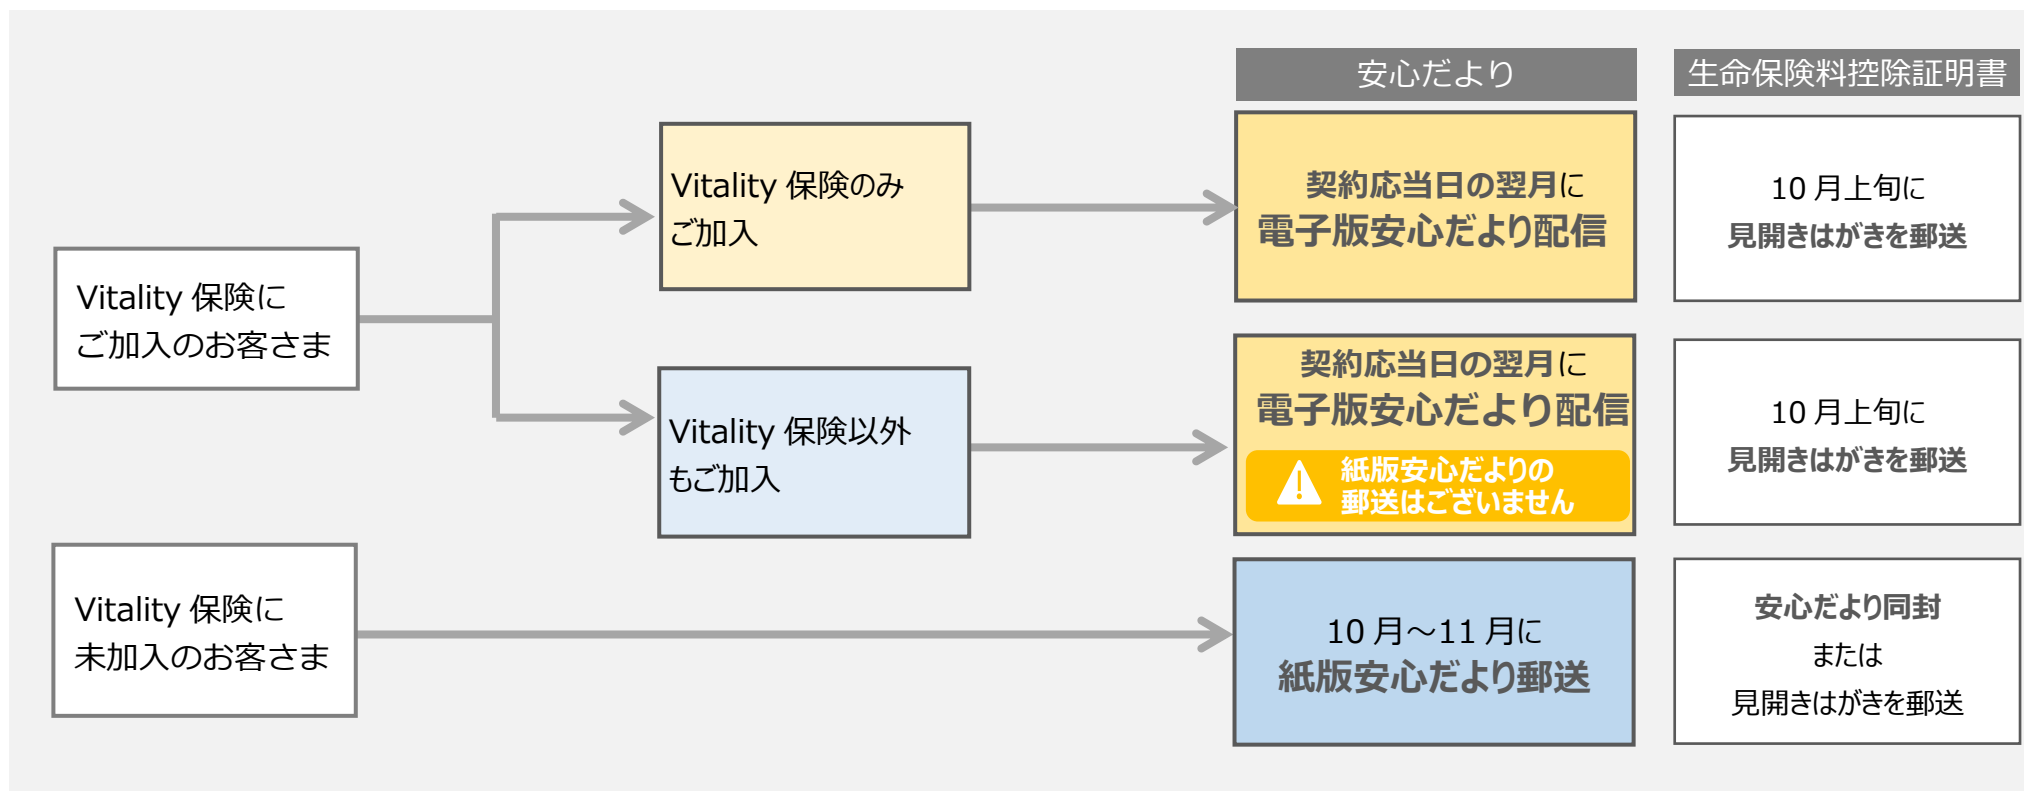 安心だより
生命保険料控除証明書
Vitality 保険に
ご加入のお客さま
Vitality 保険のみ
ご加入
契約応当日の翌月に
電子版安心だより配信
10 月上旬に
見開きはがきを郵送
Vitality 保険以外
もご加入
契約応当日の翌月に
電子版安心だより配信
紙版安心だよりの
郵送はございません
10 月上旬に
見開きはがきを郵送
Vitality 保険に
未加入のお客さま
10 月~11 月に
紙版安心だより郵送
安心だより同封
または
見開きはがきを郵送